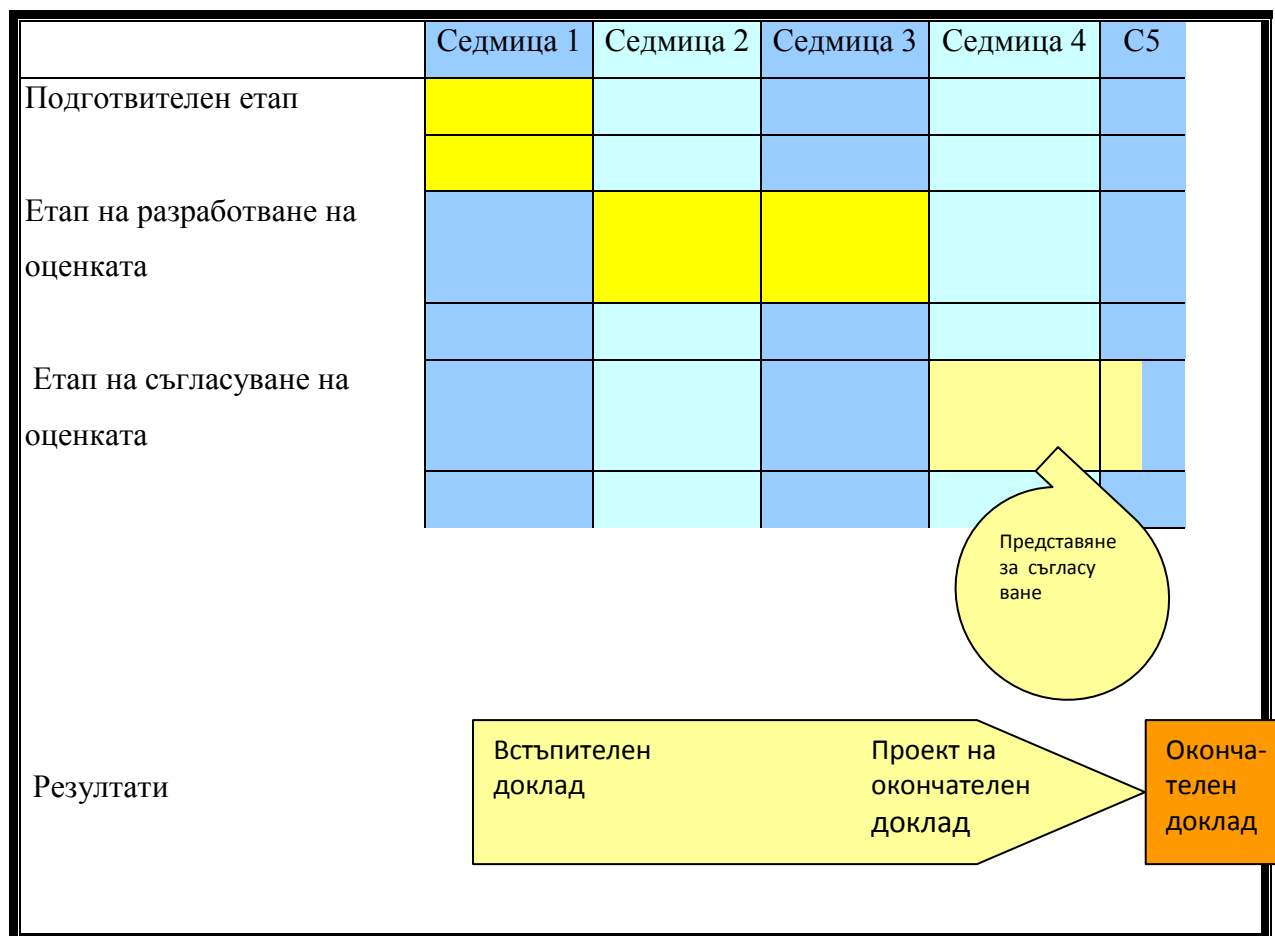 Седмица 1 Седмица 2 Седмица 3 Седмица 4 С5
Подготвителен етап
Етап на разработване на
оценката
Етап на съгласуване на
оценката
Представяне
за съгласу
ване
Резултати
Встъпителен
доклад
Проект на
окончателен
доклад
Оконча-
телен
доклад